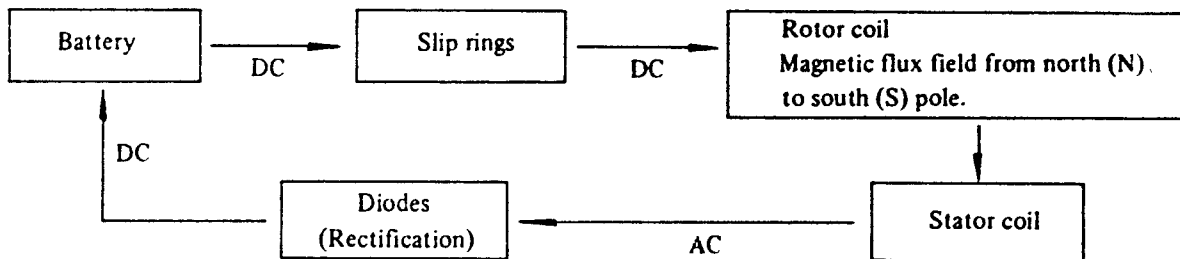 Battery
DC
Slip rings
DC
Rotor coil
Magnetic flux field from north (N)
to south (S) pole.
DC
Diodes
(Rectification)
AC
Stator coil